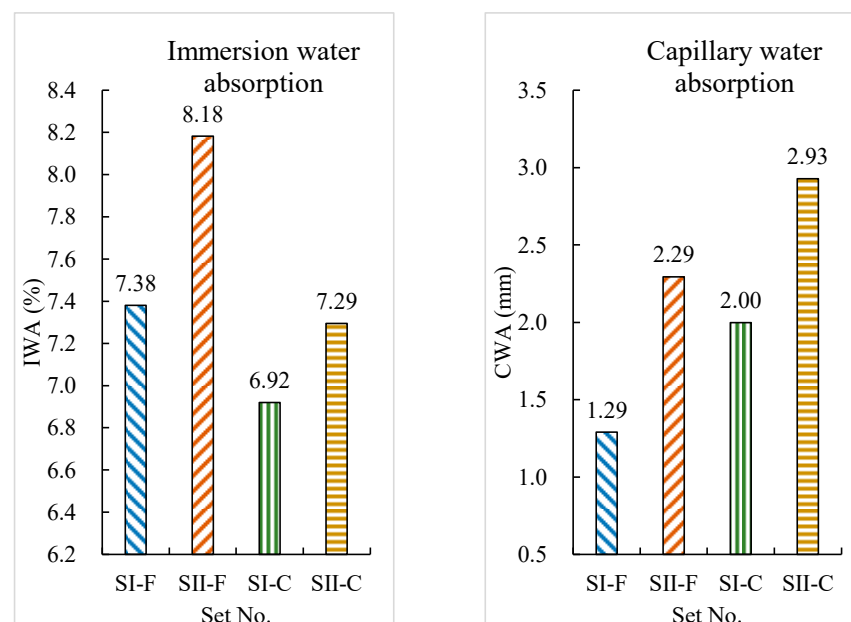 Immersion water
absorption
8.4
8.2
8.0
7.8
7.6
7.4
7.2
7.0
6.8
6.6
6.4
6.2
IWA (%)
7.38
8.18
6.92
7.29
SI-F SII-F SI-C SII-C
Set No.
Capillary water
absorption
3.5
3.0
2.5
2.0
1.5
1.0
0.5
CWA (mm)
1.29
2.29
2.00
2.93
SI-F SII-F SI-C SII-C
Set No.